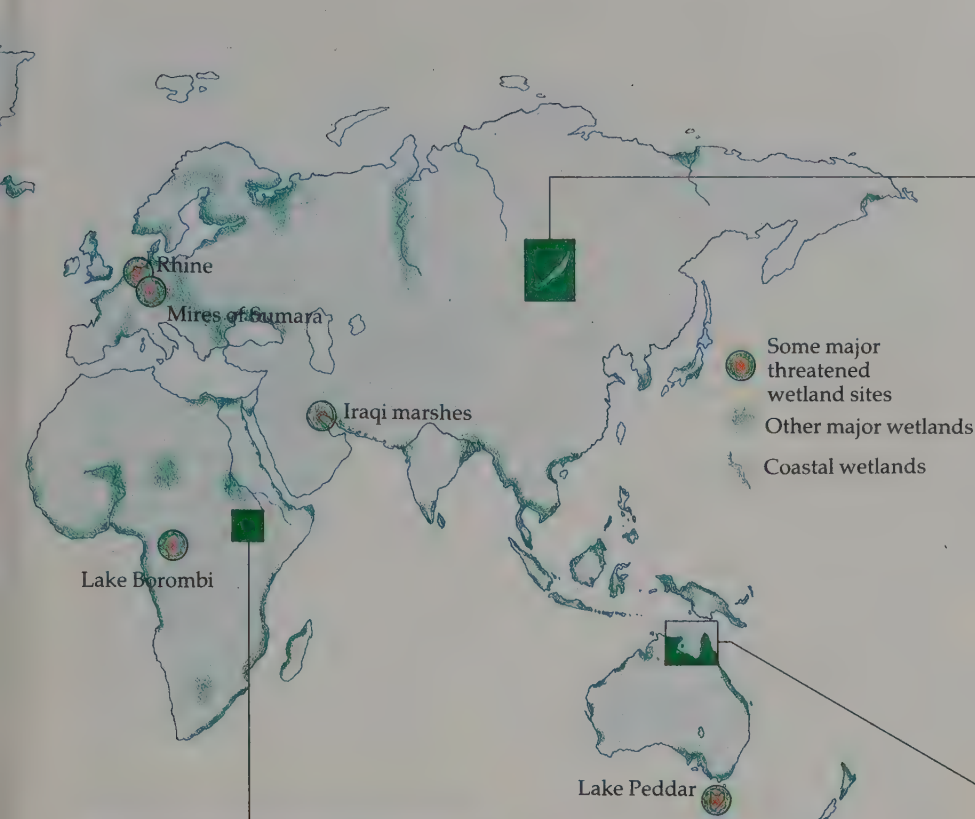 Rhine
Mires of Sumara
Some major
threatened
wetland sites
Iraqi marshes
Other major wetlands
Coastal wetlands
Lake Borombi
Lake Peddar